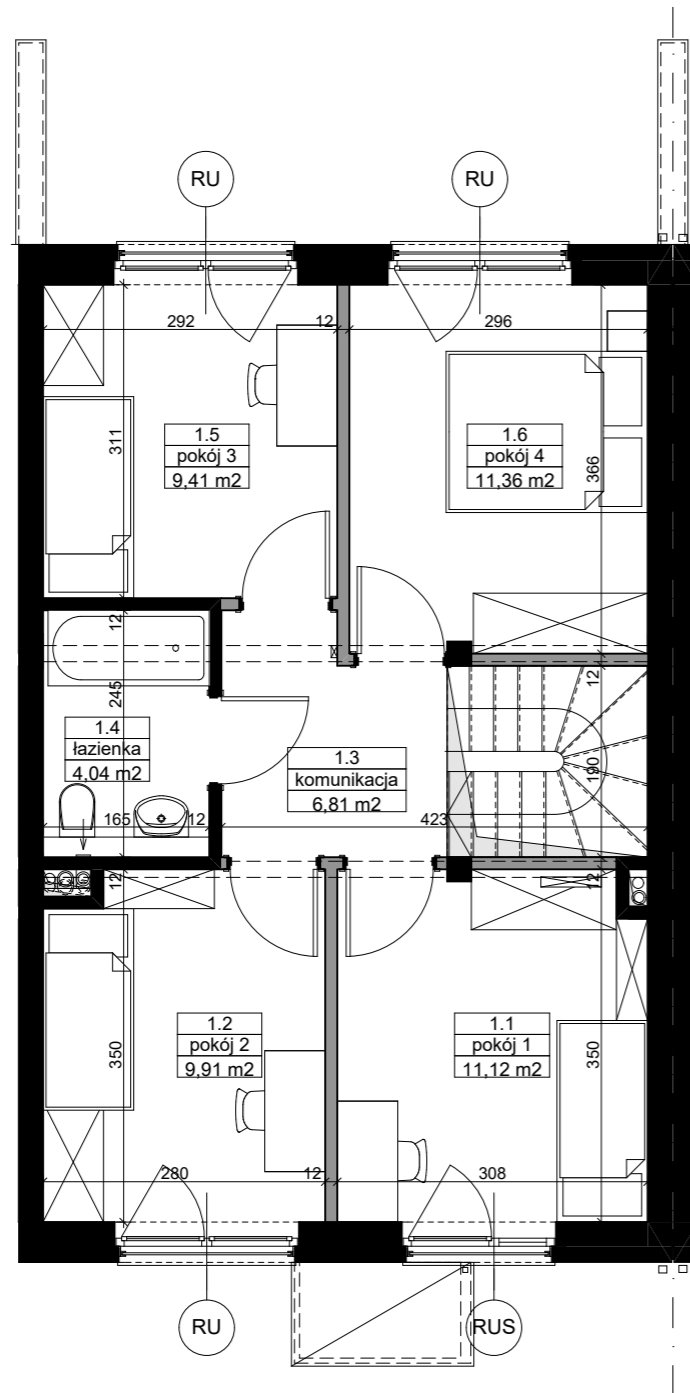 RU
RU
292
12
296
311
1.5
pokój 3
9,41 m2
1.6
pokój 4
11,36 m2
366
12
245
12
1.4
łazienka
4,04 m2
1.3
komunikacja
6,81 m2
190
165
12
423
12
12
1.2
pokój 2
9,91 m2
1.1
pokój 1
11,12 m2
350
350
280
12
308
RU
RUS